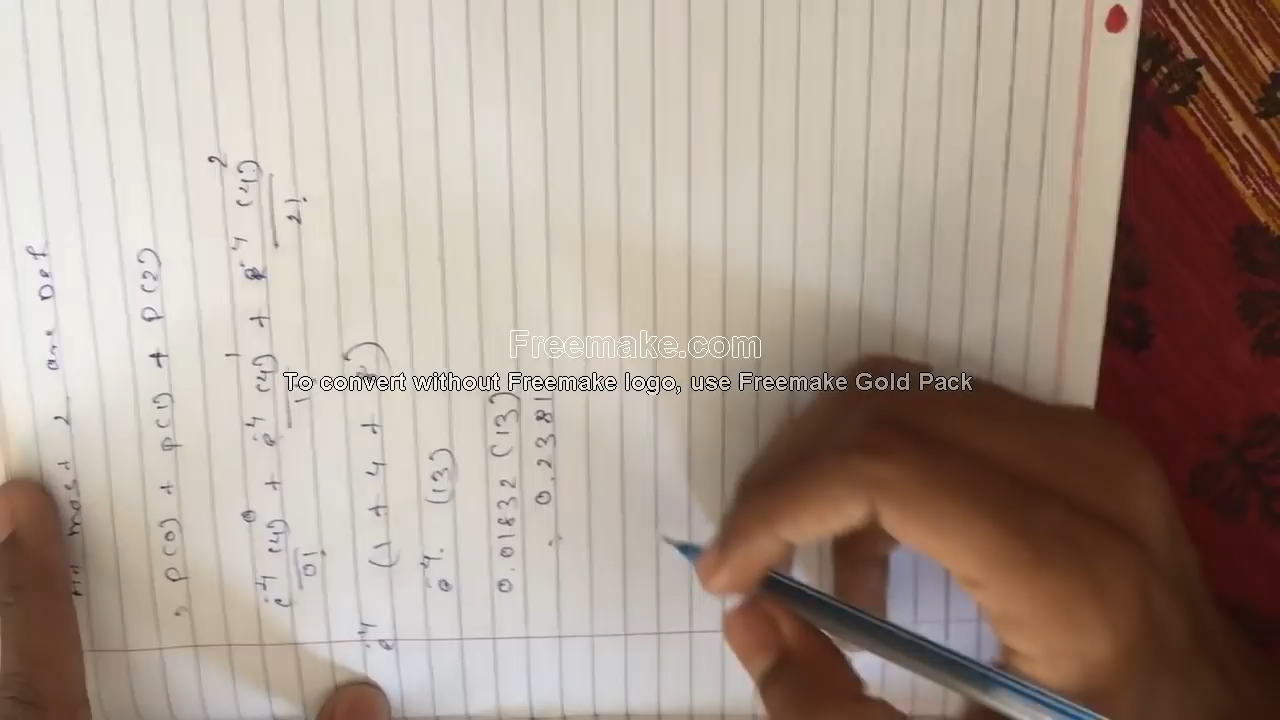 At most 2 are Def
= P(0) + P(1) + P(2)
e⁻⁴ (4)⁰ / 0! + e⁻⁴ (4)¹ / 1! + e⁻⁴ (4)² / 2!
e⁻⁴ (1 + 4 + 8)
e⁻⁴. (13)
0.01832 (13)
: 0.2381
Freemake.com
To convert without Freemake logo, use Freemake Gold Pack